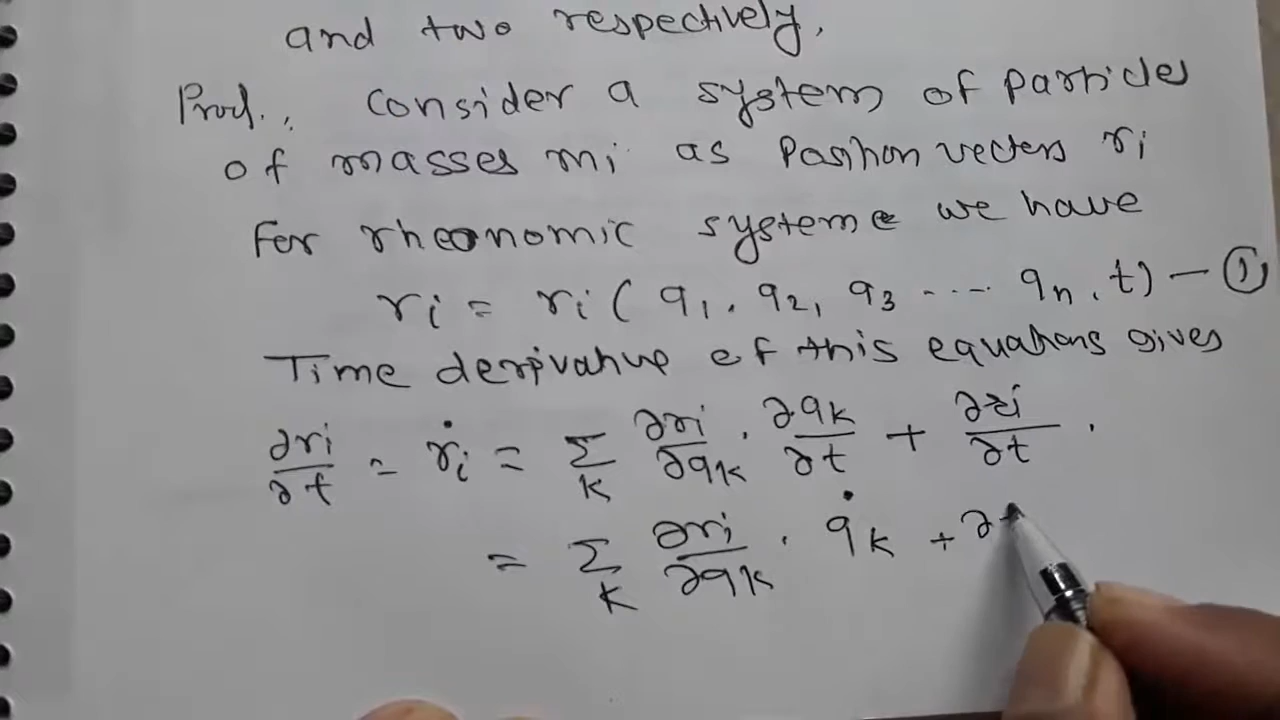 and two respectively,
Proof., consider a system of particles
of masses mi as Position vectors ri
For rheonomic systeme we have
ri = ri ( q1, q2, q3 .... qn, t) — ①
Time derivative of this equations gives
∂ri/∂t = ṙi = Σk ∂ri/∂qk · ∂qk/∂t + ∂ri/∂t .
= Σk ∂ri/∂qk · q̇k + ∂